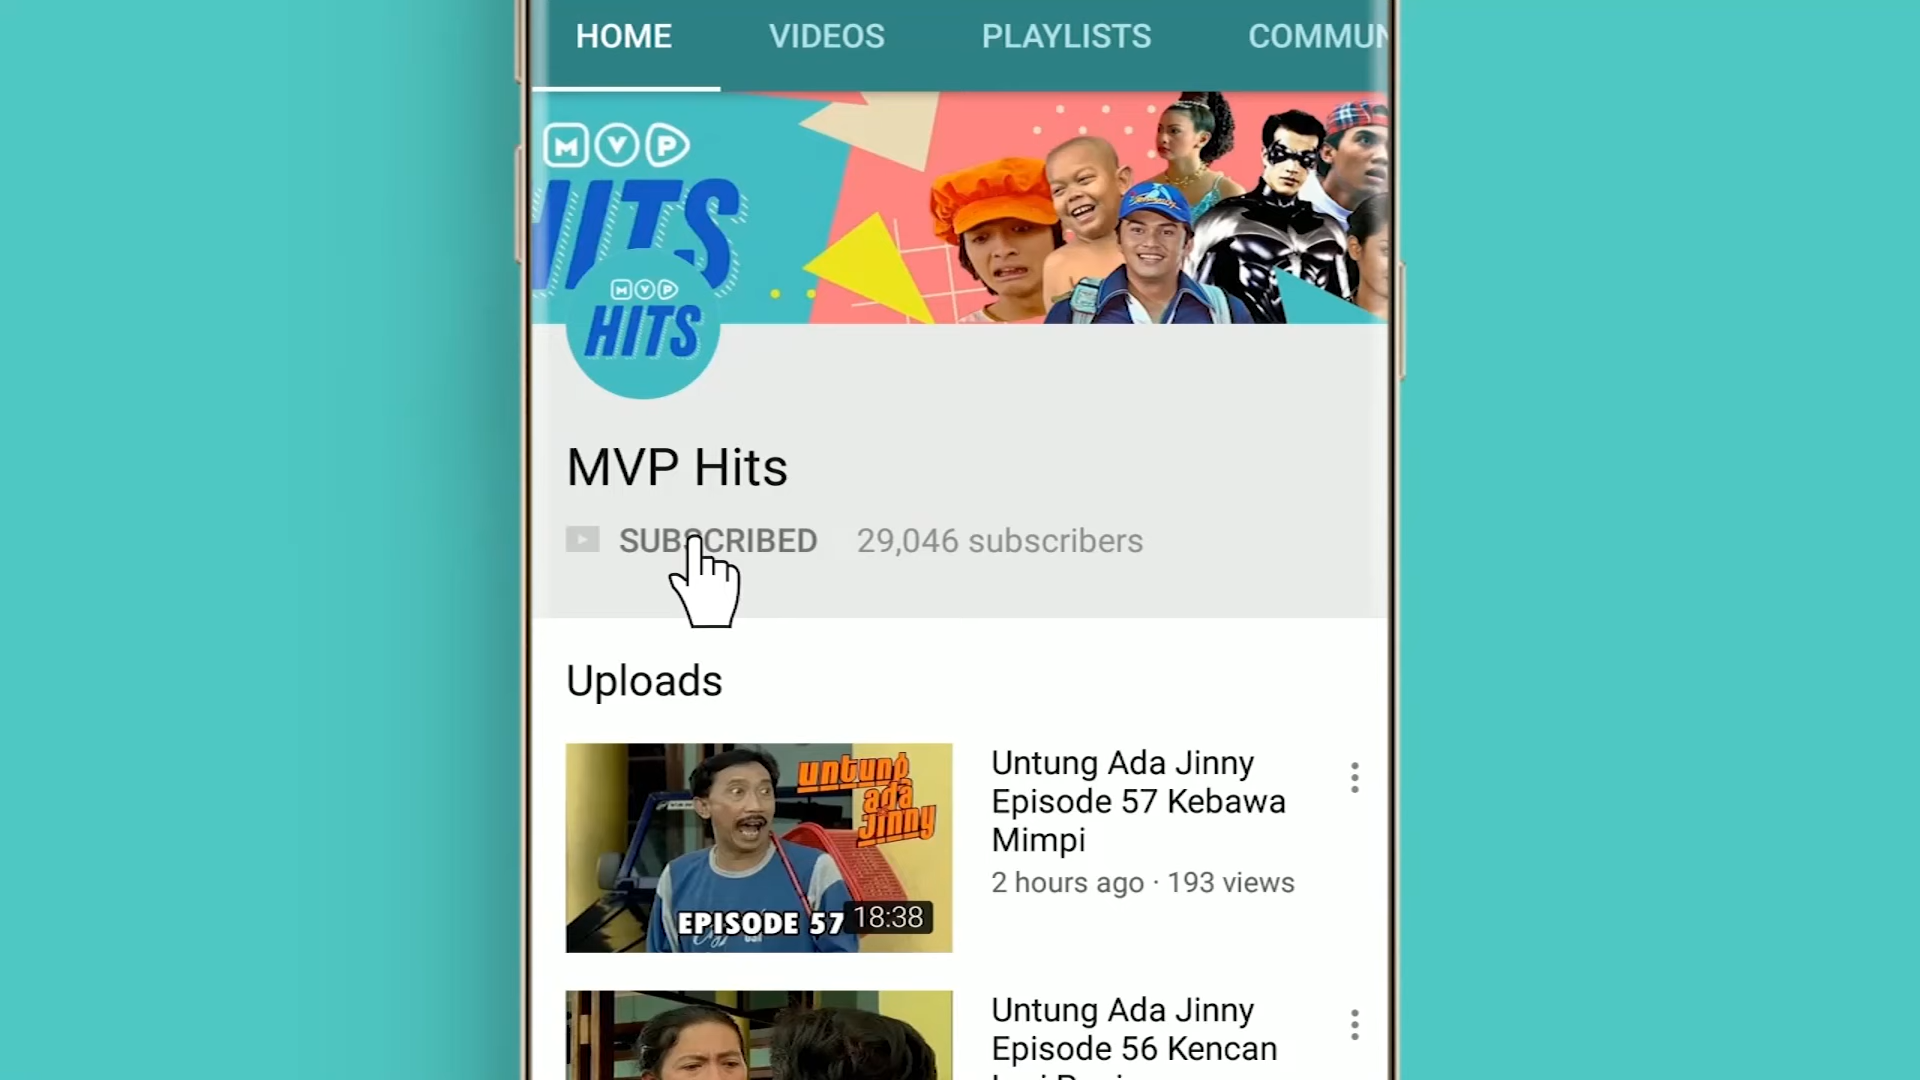 HOME VIDEOS PLAYLISTS COMMUN
MVP
HITS
MVP
HITS
MVP Hits
SUBSCRIBED 29,046 subscribers
Uploads
untung
ada
jinny
EPISODE 57 18:38
Untung Ada Jinny
Episode 57 Kebawa
Mimpi
2 hours ago · 193 views
Untung Ada Jinny
Episode 56 Kencan